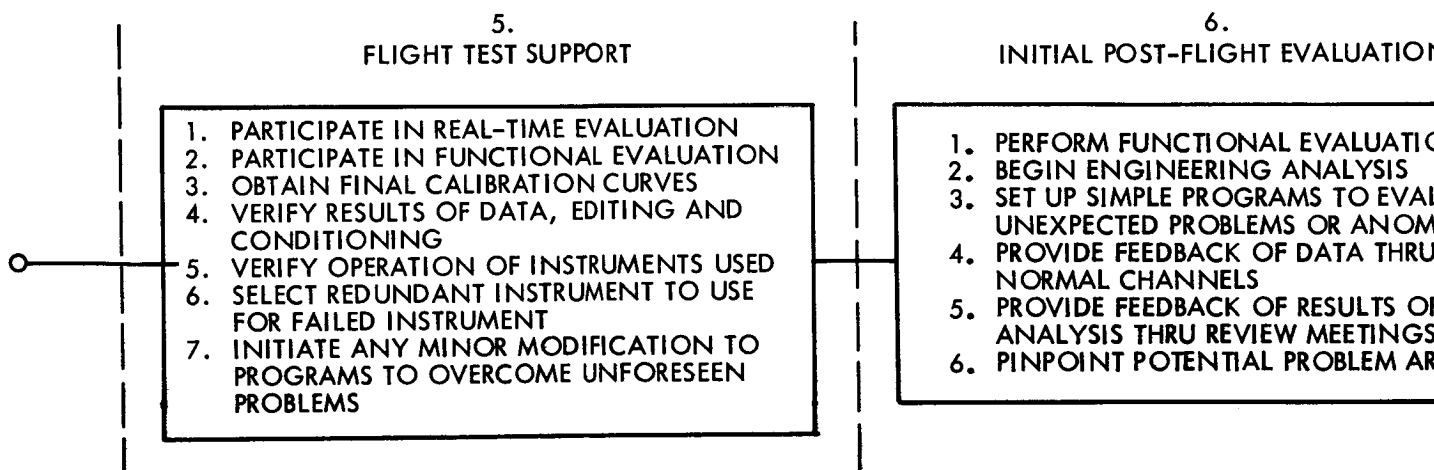 5.
FLIGHT TEST SUPPORT
1. PARTICIPATE IN REAL-TIME EVALUATION
2. PARTICIPATE IN FUNCTIONAL EVALUATION
3. OBTAIN FINAL CALIBRATION CURVES
4. VERIFY RESULTS OF DATA, EDITING AND
CONDITIONING
5. VERIFY OPERATION OF INSTRUMENTS USED
6. SELECT REDUNDANT INSTRUMENT TO USE
FOR FAILED INSTRUMENT
7. INITIATE ANY MINOR MODIFICATION TO
PROGRAMS TO OVERCOME UNFORESEEN
PROBLEMS
6.
INITIAL POST-FLIGHT EVALUATION
1. PERFORM FUNCTIONAL
2. BEGIN ENGINEERING ANALYSIS
3. SET UP SIMPLE PROGRAMS TO
UNEXPECTED PROBLEMS OR
4. PROVIDE FEEDBACK OF DATA THRU
NORMAL CHANNELS
5. PROVIDE FEEDBACK OF RESULTS
ANALYSIS THRU REVIEW MEETINGS
6. PINPOINT POTENTIAL PROBLEM